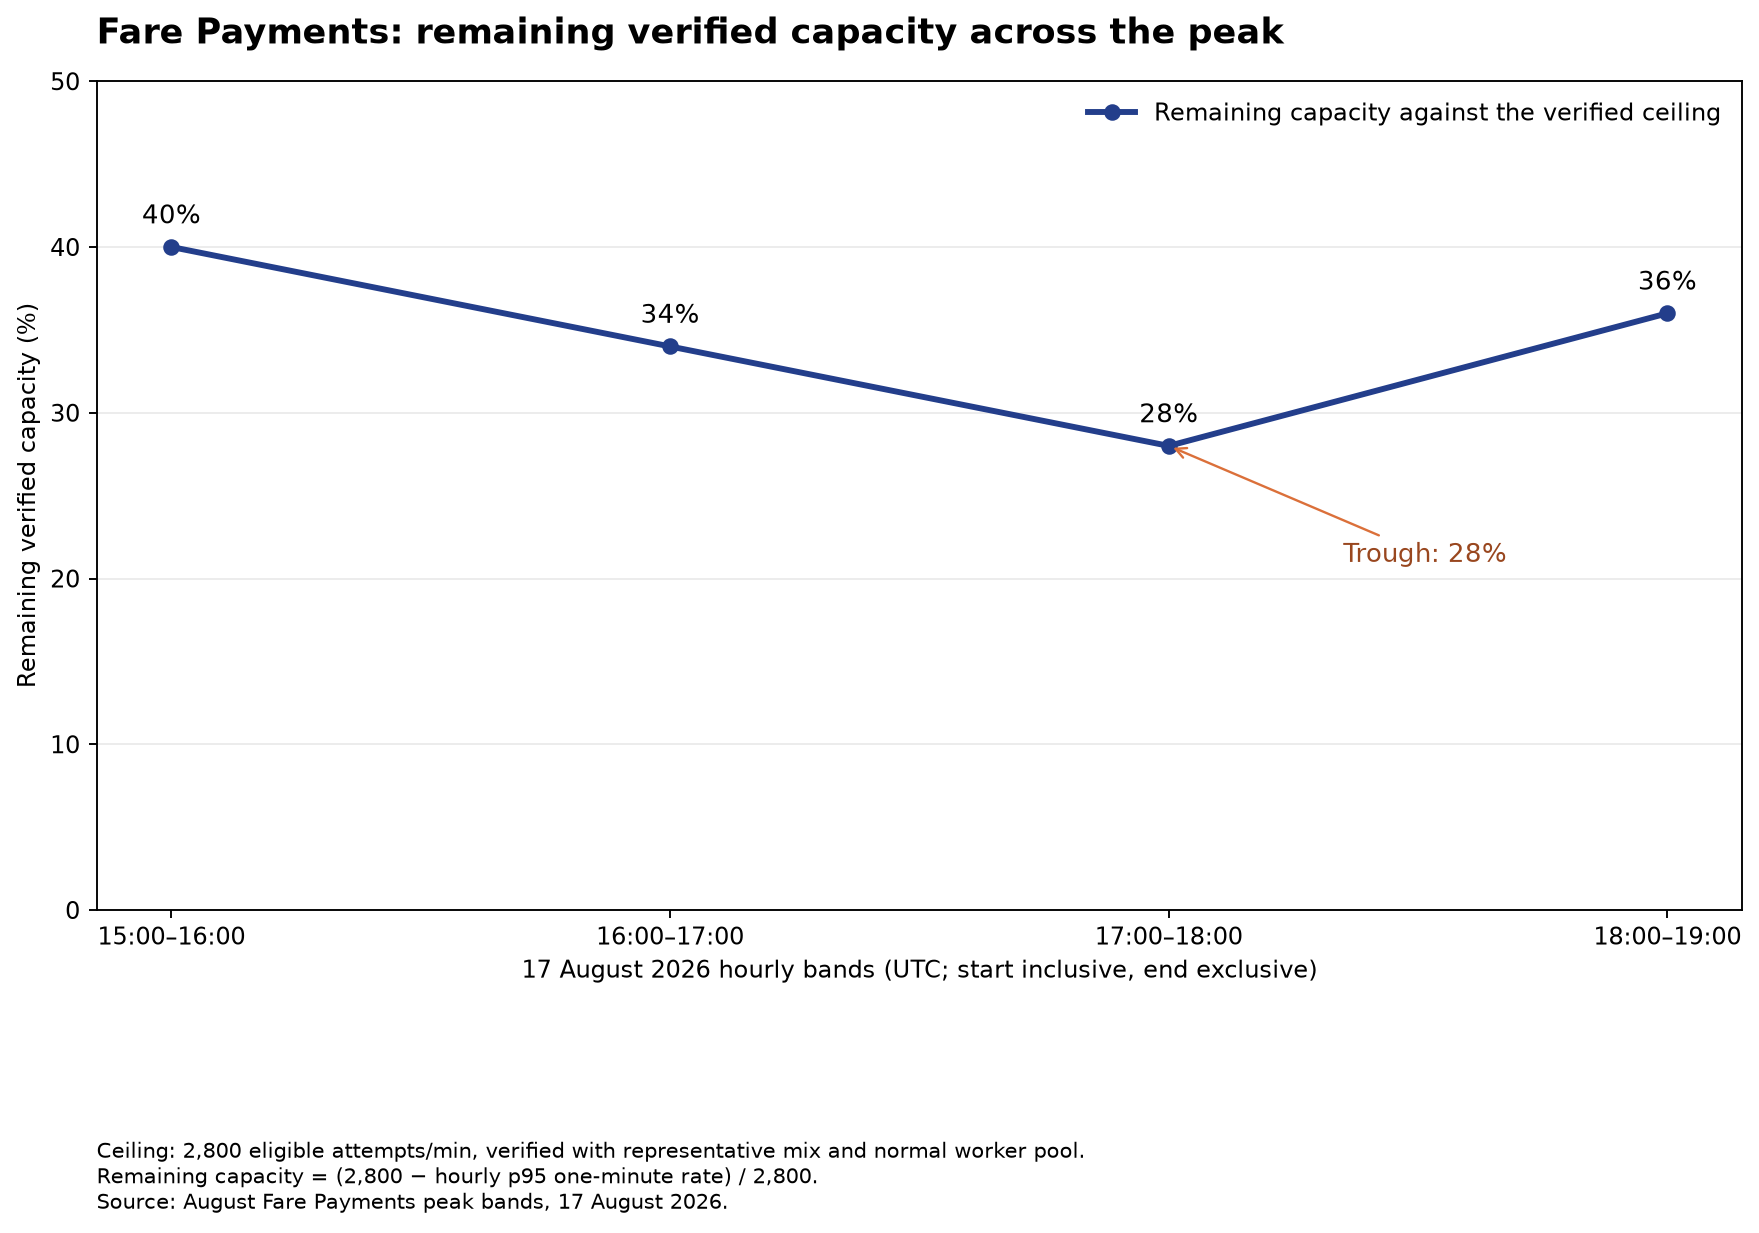 Fare Payments: remaining verified capacity across the peak
50
Remaining capacity against the verified ceiling
40%
40
36%
34%
30
28%
Trough: 28%
20
10
0
Remaining verified capacity (%)
15:00–16:00
16:00–17:00
17:00–18:00
18:00–19:00
17 August 2026 hourly bands (UTC; start inclusive, end exclusive)
Ceiling: 2,800 eligible attempts/min, verified with representative mix and normal worker pool.
Remaining capacity = (2,800 − hourly p95 one-minute rate) / 2,800.
Source: August Fare Payments peak bands, 17 August 2026.